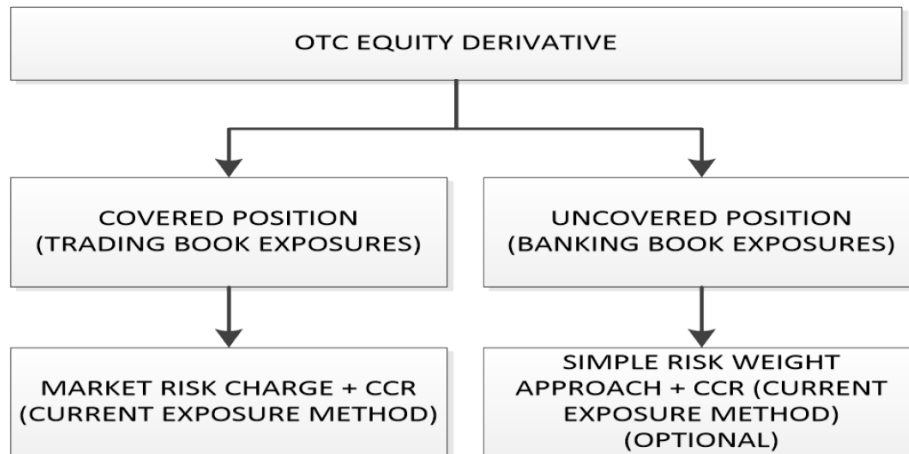 OTC EQUITY DERIVATIVE
COVERED POSITION
(TRADING BOOK EXPOSURES)
UNCOVERED POSITION
(BANKING BOOK EXPOSURES)
MARKET RISK CHARGE + CCR
(CURRENT EXPOSURE METHOD)
SIMPLE RISK WEIGHT
APPROACH + CCR (CURRENT
EXPOSURE METHOD)
(OPTIONAL)